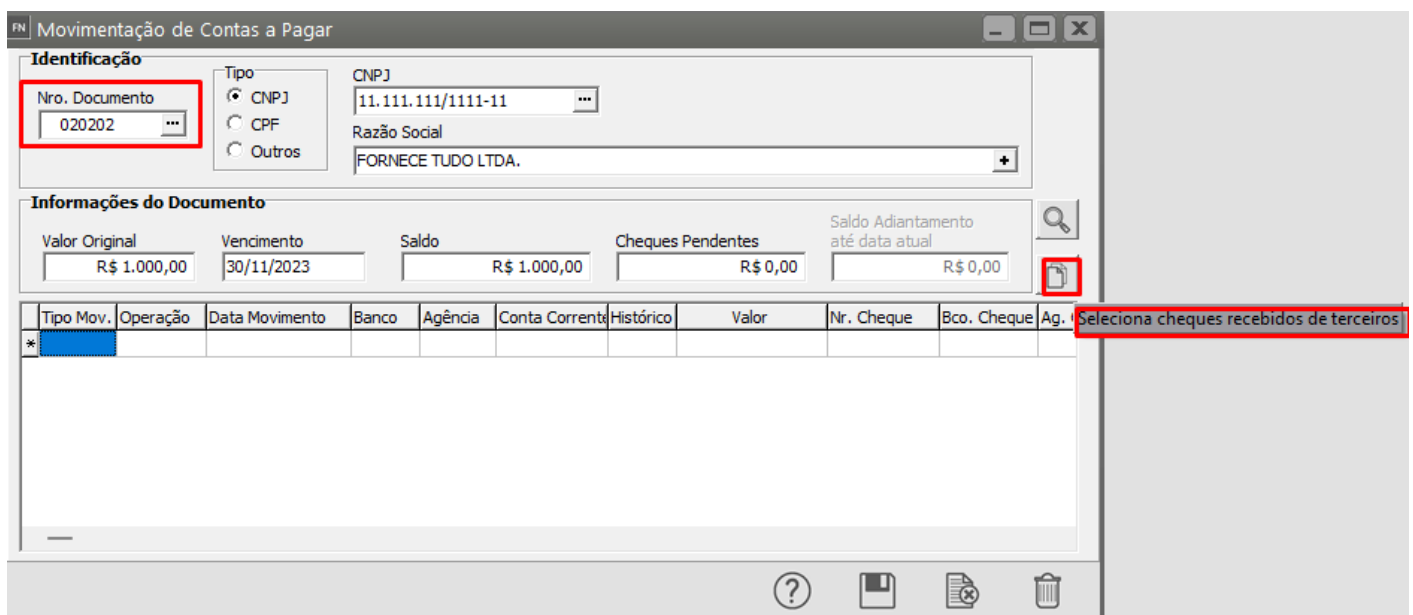 FN Movimentação de Contas a Pagar
Identificação
Nro. Documento
020202
Tipo
CNPJ
CPF
Outros
CNPJ
11.111.111/1111-11
Razão Social
FORNECE TUDO LTDA.
Informações do Documento
Valor Original
R$ 1.000,00
Vencimento
30/11/2023
Saldo
R$ 1.000,00
Cheques Pendentes
R$ 0,00
Saldo Adiantamento
até data atual
R$ 0,00
Tipo Mov. Operação Data Movimento Banco Agência Conta Corrente Histórico Valor Nr. Cheque Bco. Cheque Ag.
Seleciona cheques recebidos de terceiros